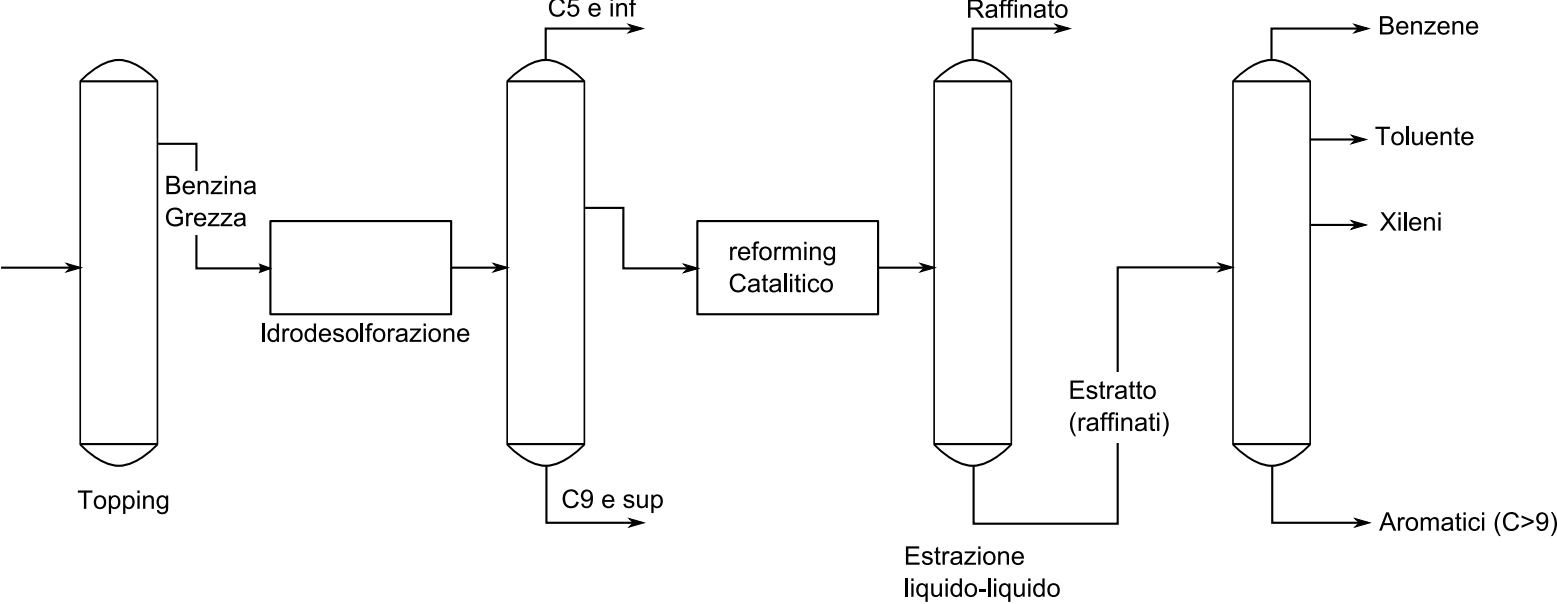 C5 e inf
Raffinato
Benzene
Toluente
Benzina
Grezza
Xileni
reforming
Catalitico
Idrodesolforazione
Estratto
(raffinati)
Topping
C9 e sup
Aromatici (C>9)
Estrazione
liquido-liquido